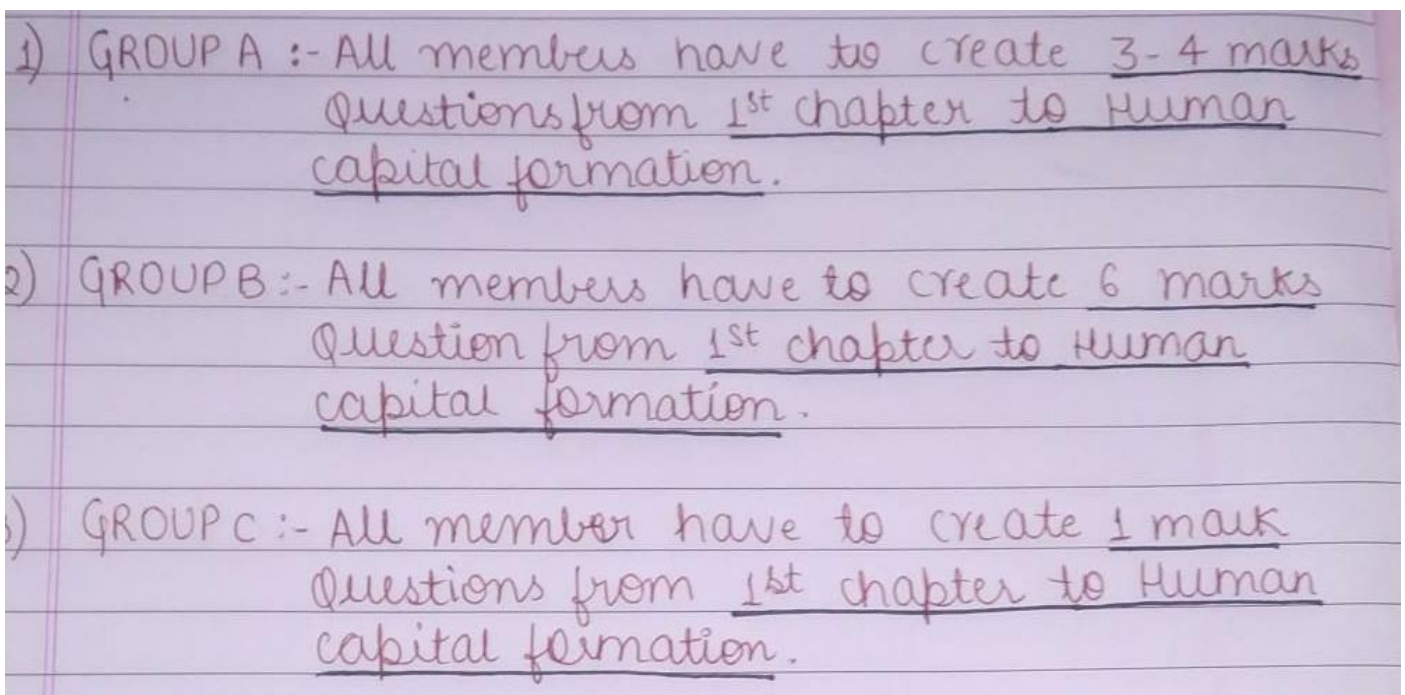 1) GROUP A :- All members have to create 3-4 marks
Questions from 1st chapter to Human
capital formation.
2) GROUP B :- All members have to create 6 marks
Question from 1st chapter to Human
capital formation.
) GROUP C :- All member have to create 1 mark
Questions from 1st chapter to Human
capital formation.